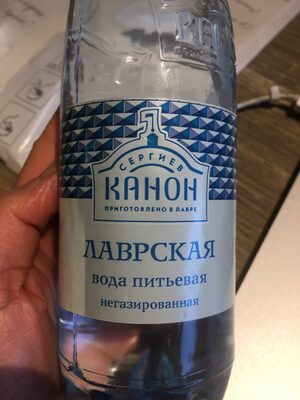 СЕРГИЕВ
КАНОН
ПРИГОТОВЛЕНО В ЛАВРЕ
ЛАВРСКАЯ
вода питьевая
негазированная